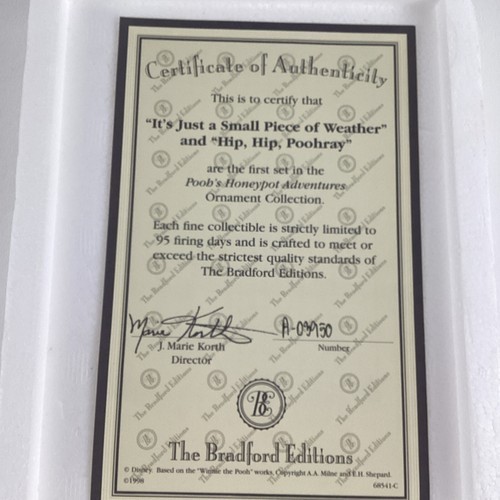 Certificate of Authenticity
This is to certify that
"It's Just a Small Piece of Weather"
and "Hip, Hip, Poohray"
are the first set in the
Pooh's Honeypot Adventures
Ornament Collection.
Each fine collectible is strictly limited to
95 firing days and is crafted to meet or
exceed the strictest quality standards of
The Bradford Editions.
Marie Korth
J. Marie Korth
Director
Number
BE
The Bradford Editions
© Disney. Based on the "Winnie the Pooh" works, Copyright A.A. Milne and E.H. Shepard.
©1998
68541-C